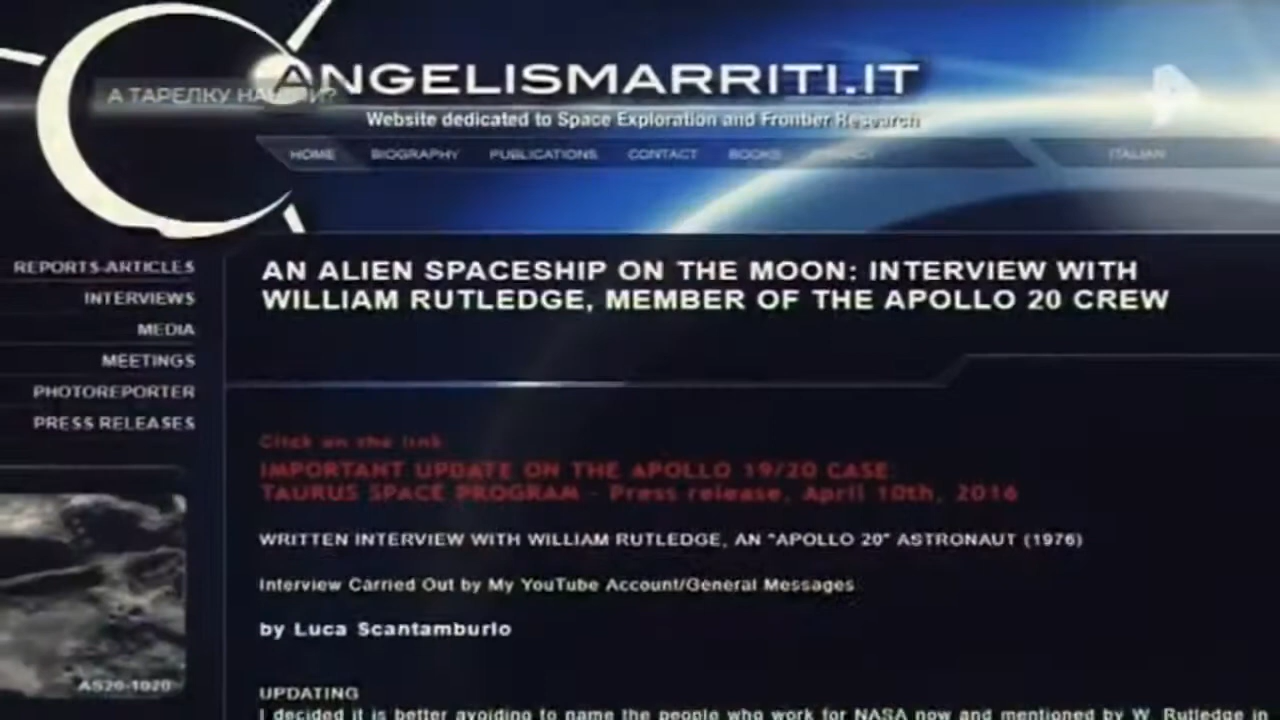 ANGELISMARRITI.IT
А ТАРЕЛКУ
Website dedicated to Space Exploration and Frontier Research
HOME BIOGRAPHY PUBLICATIONS CONTACT BOOKS ITALIAN
REPORTS-ARTICLES
INTERVIEWS
MEDIA
MEETINGS
PHOTOREPORTER
PRESS RELEASES
AS20-1020
AN ALIEN SPACESHIP ON THE MOON: INTERVIEW WITH
WILLIAM RUTLEDGE, MEMBER OF THE APOLLO 20 CREW
Click on the link
IMPORTANT UPDATE ON THE APOLLO 19/20 CASE
TAURUS SPACE PROGRAM - Press release, April 10th, 2016
WRITTEN INTERVIEW WITH WILLIAM RUTLEDGE, AN "APOLLO 20" ASTRONAUT (1976)
Interview Carried Out by My YouTube Account/General Messages
by Luca Scantamburlo
UPDATING
I decided it is better avoiding to name the people who work for NASA now and mentioned by W. Rutledge in